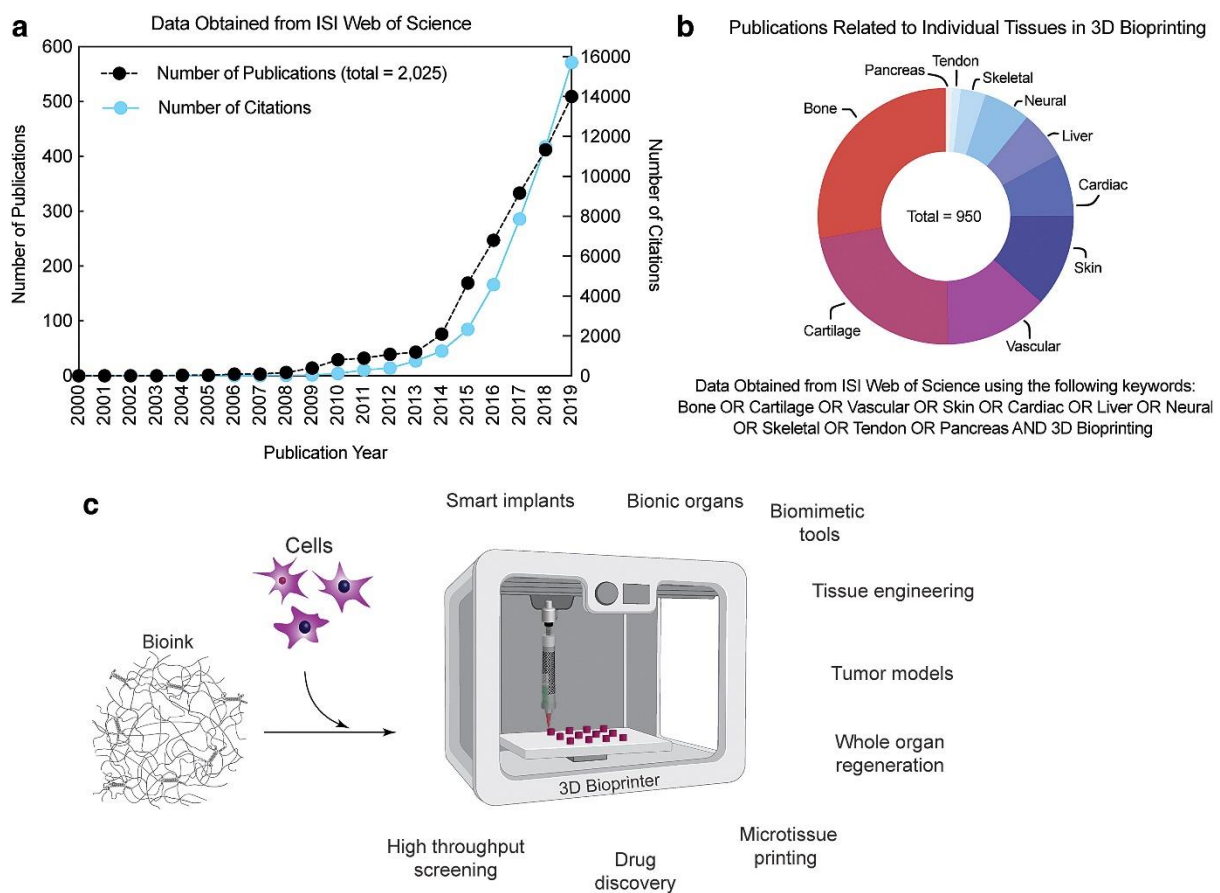 a
Data Obtained from ISI Web of Science
Number of Publications (total = 2,025)
Number of Citations
Number of Publications
600
500
400
300
200
100
0
Number of Citations
16000
14000
12000
10000
8000
6000
4000
2000
0
2000
2001
2002
2003
2004
2005
2006
2007
2008
2009
2010
2011
2012
2013
2014
2015
2016
2017
2018
2019
Publication Year
b
Publications Related to Individual Tissues in 3D Bioprinting
Pancreas
Tendon
Skeletal
Neural
Liver
Cardiac
Skin
Vascular
Cartilage
Bone
Total = 950
Data Obtained from ISI Web of Science using the following keywords:
Bone OR Cartilage OR Vascular OR Skin OR Cardiac OR Liver OR Neural
OR Skeletal OR Tendon OR Pancreas AND 3D Bioprinting
c
Bioink
Cells
3D Bioprinter
Smart implants
Bionic organs
Biomimetic
tools
Tissue engineering
Tumor models
Whole organ
regeneration
Microtissue
printing
Drug
discovery
High throughput
screening